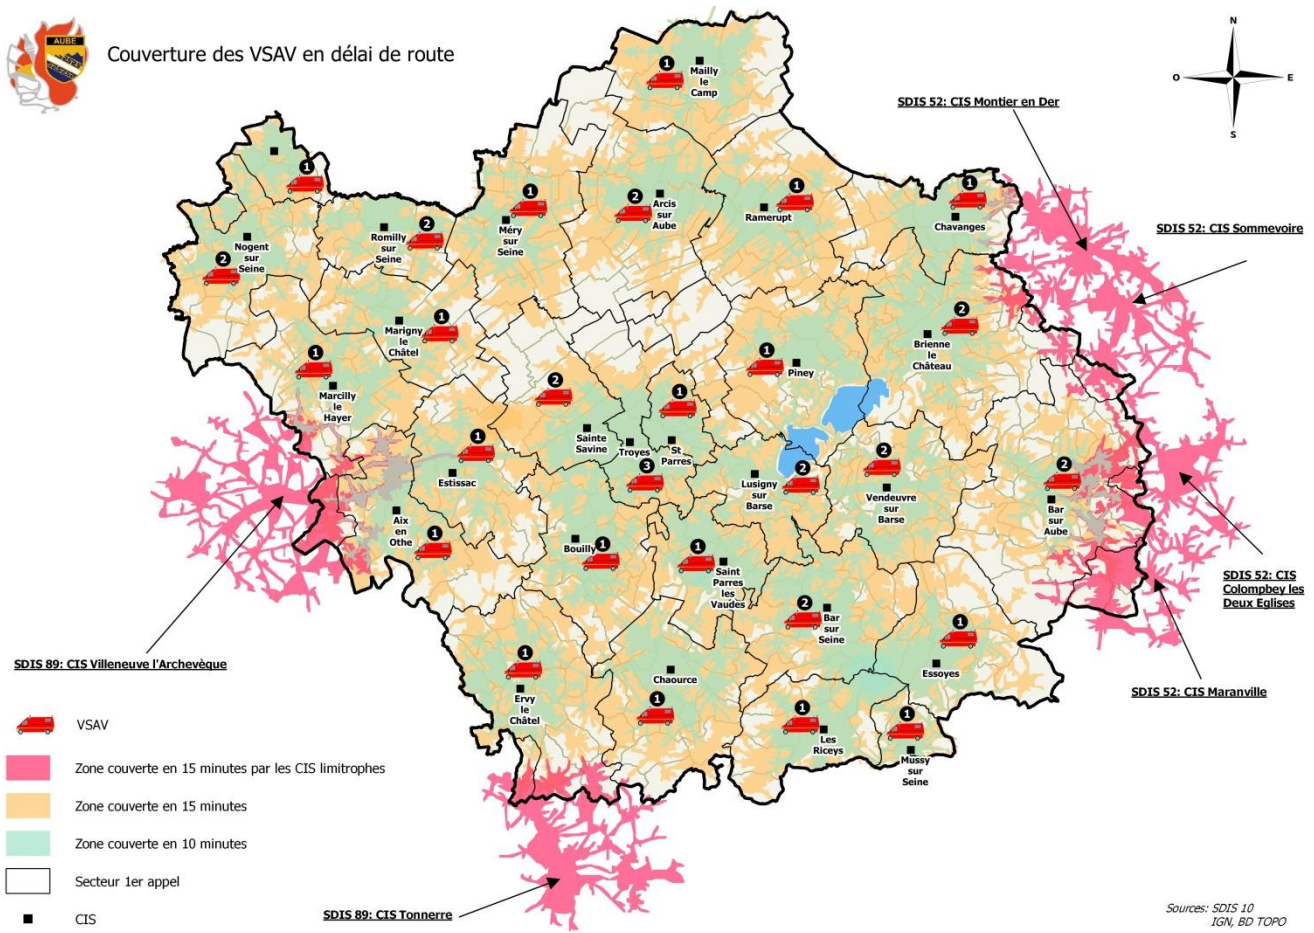 AUBE
Couverture des VSAV en délai de route
N
O
E
S
SDIS 52: CIS Montier en Der
SDIS 52: CIS Sommevoire
1
Mailly
le
Camp
1
1
2
Nogent
sur
Seine
2
Romilly
sur
Seine
1
Méry
sur
Seine
2
Arcis
sur
Aube
1
Ramerupt
1
Chavanges
2
Marigny
le
Châtel
1
2
Brienne
le
Château
1
Marcilly
le
Hayer
1
Piney
2
1
Sainte
Savine
Troyes
St
Parres
3
1
Estissac
Lusigny
sur
Barse
2
2
Vendeuvre
sur
Barse
2
Bar
sur
Aube
Aix
en
Othe
1
Bouilly
1
1
Saint
Parres
les
Vaudes
2
Bar
sur
Seine
1
Essoyes
1
Ervy
le
Châtel
Chaource
1
1
Les
Riceys
1
Mussy
sur
Seine
SDIS 52: CIS
Colompbey les
Deux Eglises
SDIS 52: CIS Maranville
SDIS 89: CIS Villeneuve l'Archevèque
SDIS 89: CIS Tonnerre
VSAV
Zone couverte en 15 minutes par les CIS limitrophes
Zone couverte en 15 minutes
Zone couverte en 10 minutes
Secteur 1er appel
CIS
Sources: SDIS 10
IGN, BD TOPO